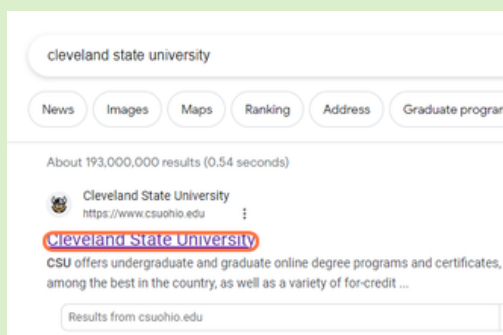 cleveland state university
News Images Maps Ranking Address Graduate program
About 193,000,000 results (0.54 seconds)
Cleveland State University
https://www.csuohio.edu
Cleveland State University
CSU offers undergraduate and graduate online degree programs and certificates,
among the best in the country, as well as a variety of for-credit ...
Results from csuohio.edu